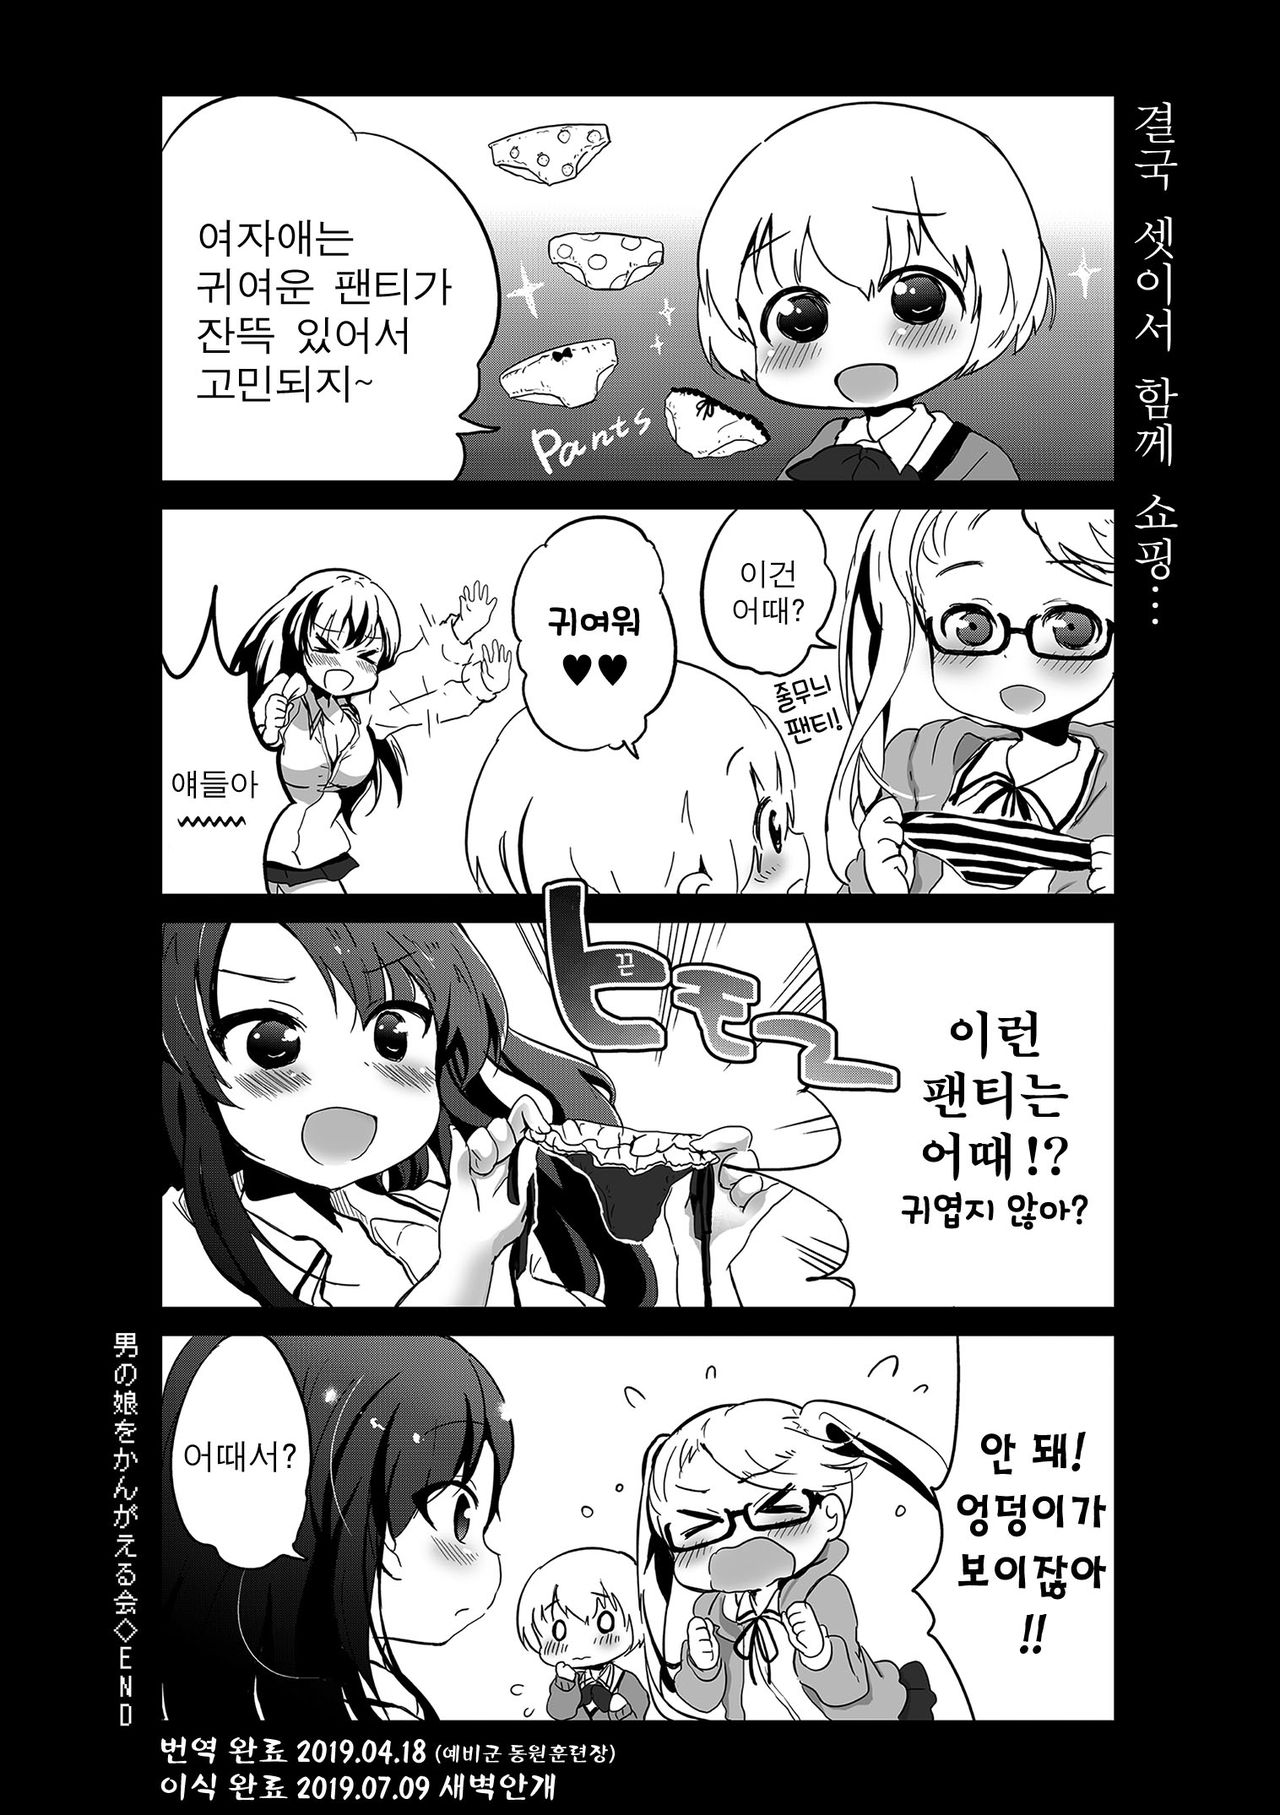 결국 셋이서 함께 쇼핑…
여자애는
귀여운 팬티가
잔뜩 있어서
고민되지~
Pants
이건
어때?
줄무늬
팬티!
귀여워
♥♥
얘들아
이런
팬티는
어때!?
귀엽지 않아?
ヒモー
끈
안 돼!
엉덩이가
보이잖아
!!
어때서?
男の娘をかんがえる会◇END
번역 완료 2019.04.18 (예비군 동원훈련장)
이식 완료 2019.07.09 새벽안개